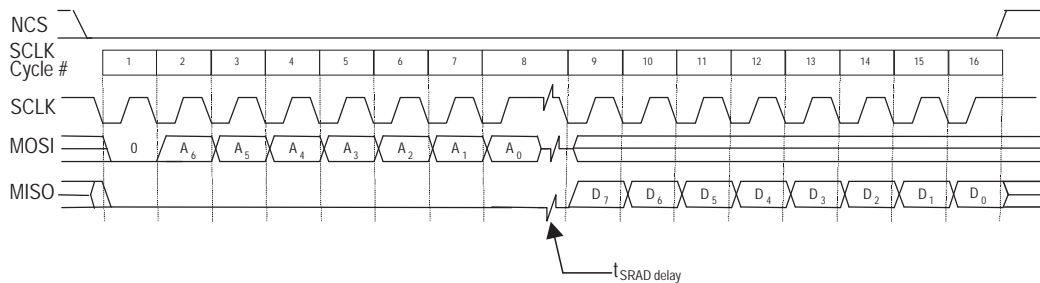 NCS
SCLK
Cycle #
1 2 3 4 5 6 7 8 9 10 11 12 13 14 15 16
SCLK
MOSI 0 A6 A5 A4 A3 A2 A1 A0
MISO D7 D6 D5 D4 D3 D2 D1 D0
tSRAD delay